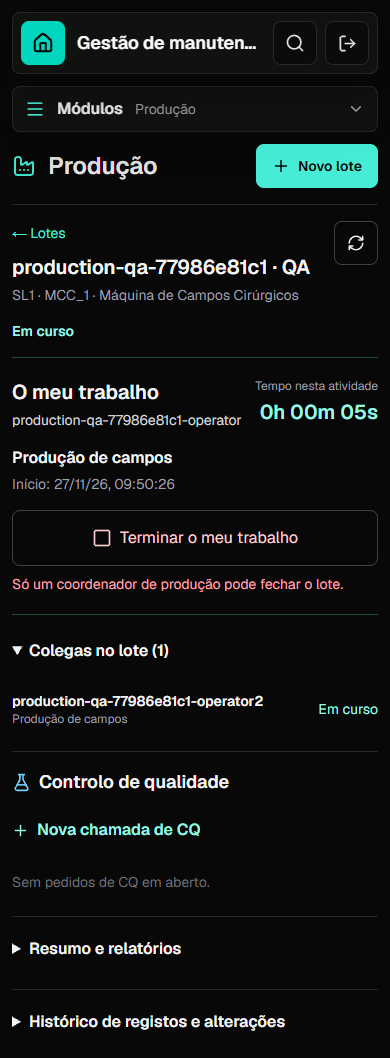 Gestão de manuten...
Módulos Produção
Produção
Novo lote
← Lotes
production-qa-77986e81c1 · QA
SL1 · MCC_1 · Máquina de Campos Cirúrgicos
Em curso
O meu trabalho
Tempo nesta atividade
production-qa-77986e81c1-operator
0h 00m 05s
Produção de campos
Início: 27/11/26, 09:50:26
Terminar o meu trabalho
Só um coordenador de produção pode fechar o lote.
Colegas no lote (1)
production-qa-77986e81c1-operator2
Produção de campos
Em curso
Controlo de qualidade
Nova chamada de CQ
Sem pedidos de CQ em aberto.
Resumo e relatórios
Histórico de registos e alterações